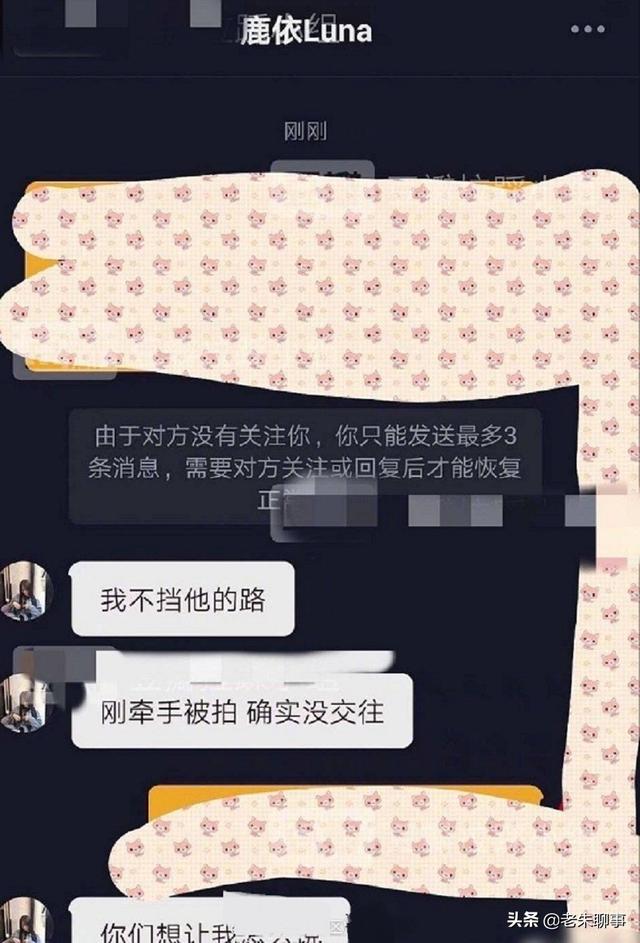 鹿依Luna
刚刚
由于对方没有关注你，你只能发送最多3
条消息，需要对方关注或回复后才能恢复
正
我不挡他的路
刚牵手被拍 确实没交往
你们想让我
头条 @老朱聊事